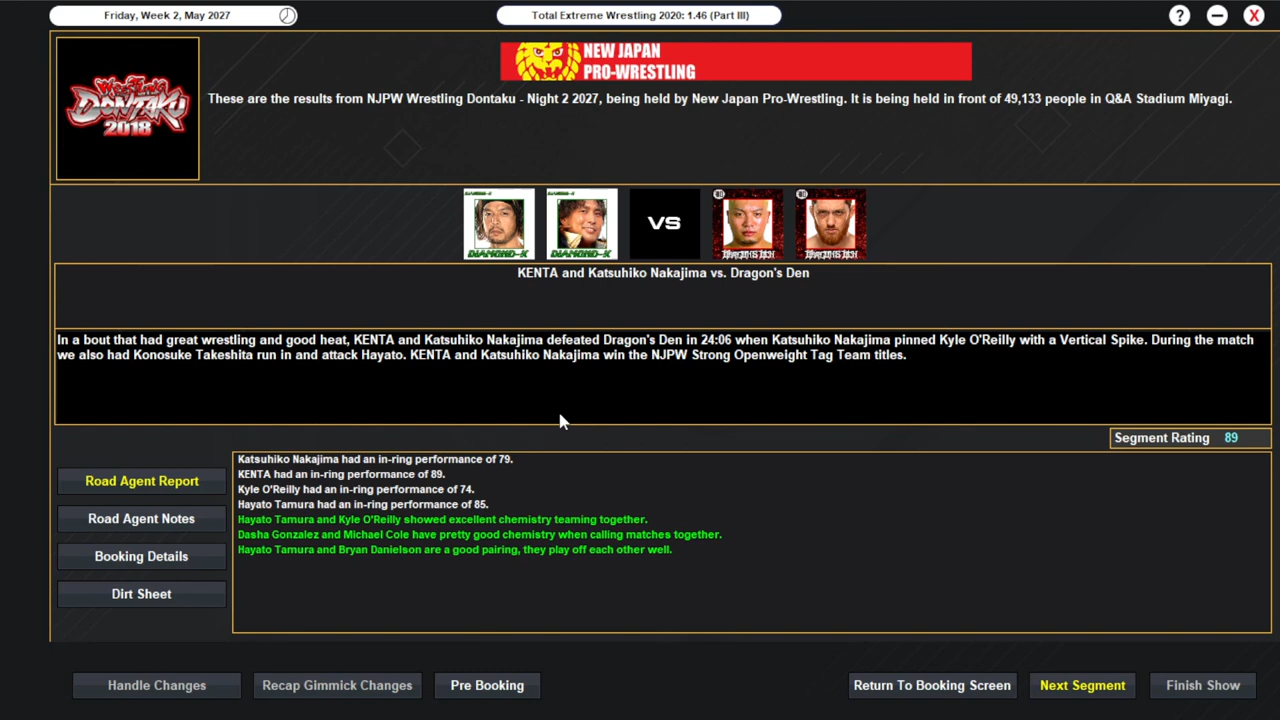 Friday, Week 2, May 2027
Total Extreme Wrestling 2020: 1.46 (Part III)
?
X
Wrestling
DONTAKU
2018
NEW JAPAN
PRO-WRESTLING
These are the results from NJPW Wrestling Dontaku - Night 2 2027, being held by New Japan Pro-Wrestling. It is being held in front of 49,133 people in Q&A Stadium Miyagi.
DIAMOND-K
DIAMOND-K
VS
KENTA and Katsuhiko Nakajima vs. Dragon's Den
In a bout that had great wrestling and good heat, KENTA and Katsuhiko Nakajima defeated Dragon's Den in 24:06 when Katsuhiko Nakajima pinned Kyle O'Reilly with a Vertical Spike. During the match
we also had Konosuke Takeshita run in and attack Hayato. KENTA and Katsuhiko Nakajima win the NJPW Strong Openweight Tag Team titles.
Segment Rating 89
Road Agent Report
Road Agent Notes
Booking Details
Dirt Sheet
Katsuhiko Nakajima had an in-ring performance of 79.
KENTA had an in-ring performance of 89.
Kyle O'Reilly had an in-ring performance of 74.
Hayato Tamura had an in-ring performance of 85.
Hayato Tamura and Kyle O'Reilly showed excellent chemistry teaming together.
Dasha Gonzalez and Michael Cole have pretty good chemistry when calling matches together.
Hayato Tamura and Bryan Danielson are a good pairing, they play off each other well.
Handle Changes
Recap Gimmick Changes
Pre Booking
Return To Booking Screen
Next Segment
Finish Show